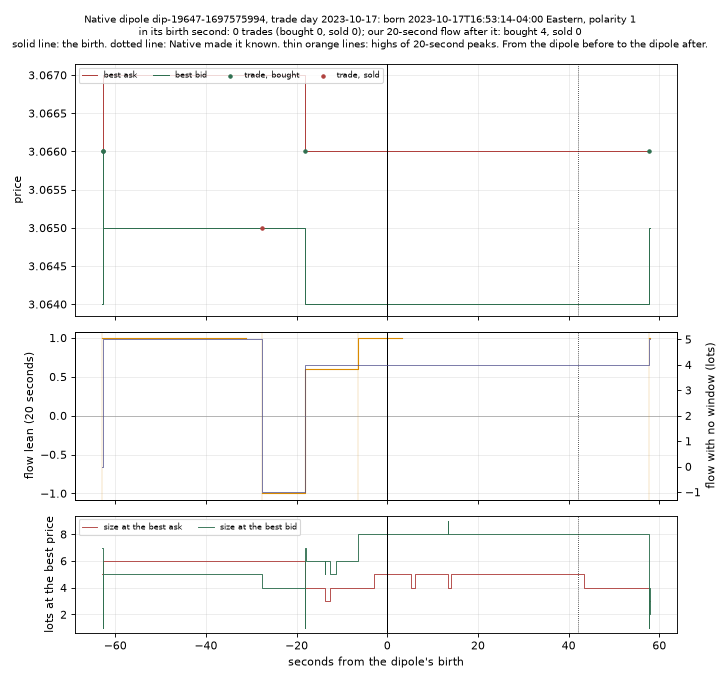 Native dipole dip-19647-1697575994, trade day 2023-10-17: born 2023-10-17T16:53:14-04:00 Eastern, polarity 1
in its birth second: 0 trades (bought 0, sold 0); our 20-second flow after it: bought 4, sold 0
solid line: the birth. dotted line: Native made it known. thin orange lines: highs of 20-second peaks. From the dipole before to the dipole after.
best ask best bid trade, bought trade, sold
3.0670
3.0665
3.0660
3.0655
3.0650
3.0645
3.0640
price
1.0
0.5
0.0
−0.5
−1.0
flow lean (20 seconds)
5
4
3
2
1
0
−1
flow with no window (lots)
size at the best ask size at the best bid
8
6
4
2
lots at the best price
−60 −40 −20 0 20 40 60
seconds from the dipole's birth